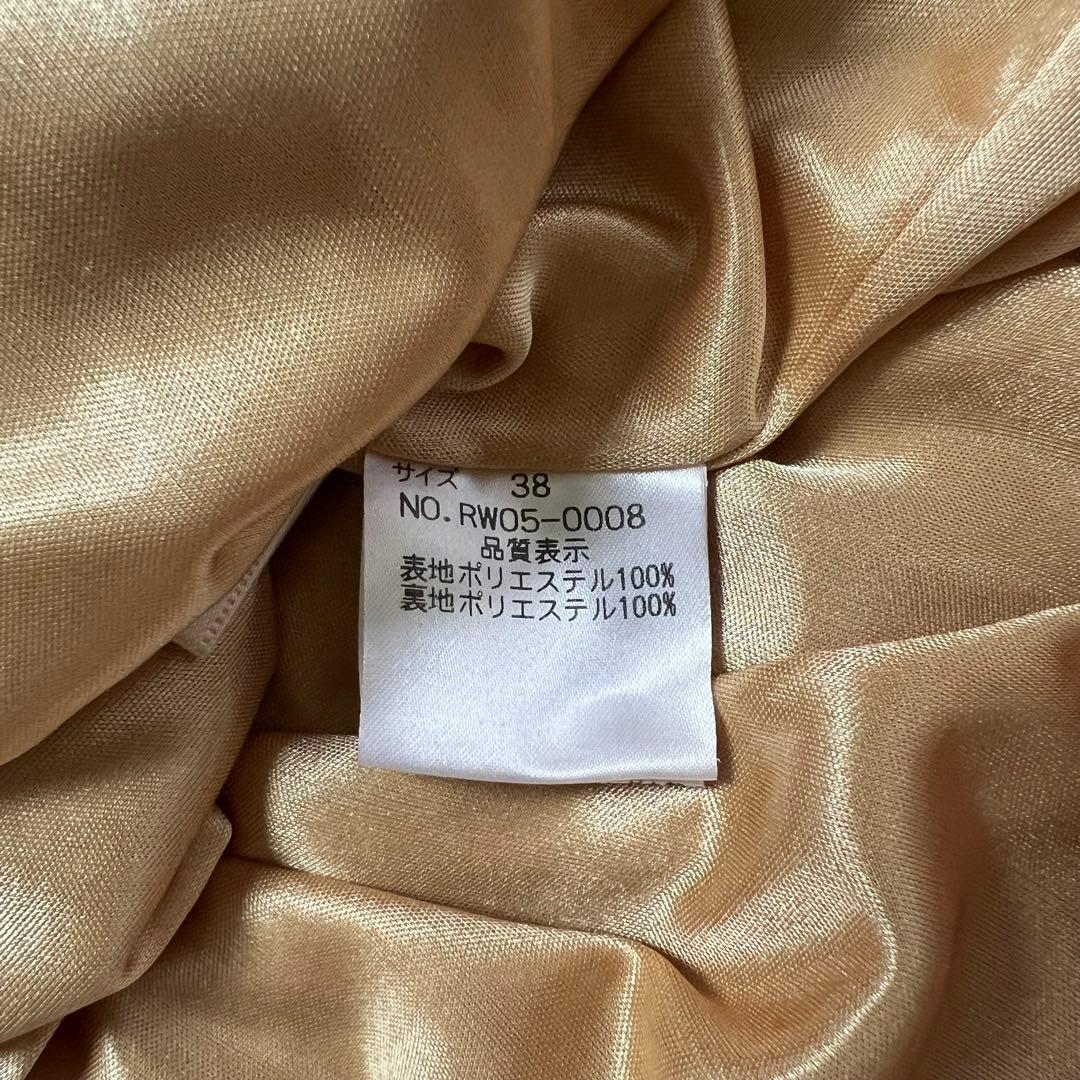 サイズ 38
NO.RW05-0008
品質表示
表地ポリエステル100%
裏地ポリエステル100%